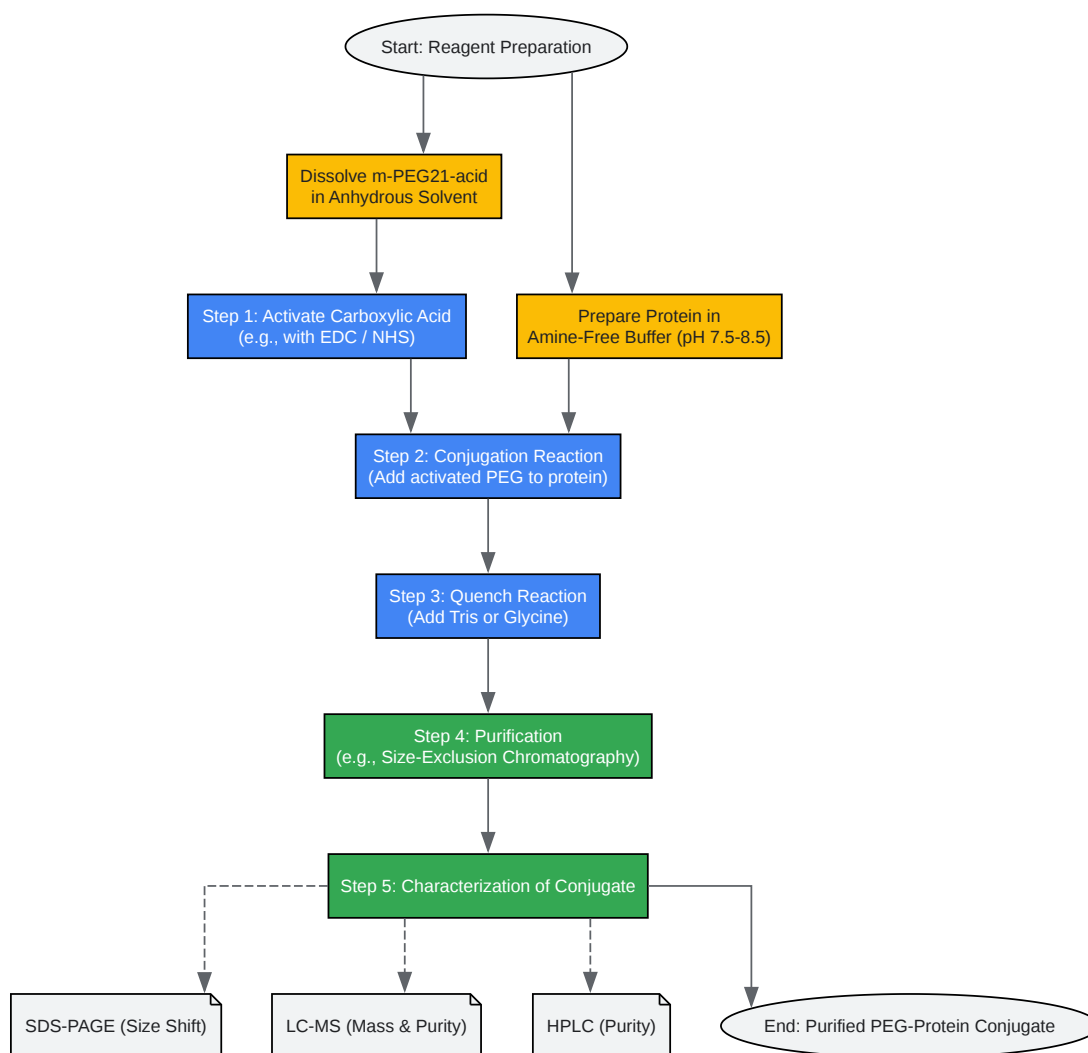 Start: Reagent Preparation
Dissolve m-PEG21-acid
in Anhydrous Solvent
Step 1: Activate Carboxylic Acid
(e.g., with EDC / NHS)
Prepare Protein in
Amine-Free Buffer (pH 7.5-8.5)
Step 2: Conjugation Reaction
(Add activated PEG to protein)
Step 3: Quench Reaction
(Add Tris or Glycine)
Step 4: Purification
(e.g., Size-Exclusion Chromatography)
Step 5: Characterization of Conjugate
SDS-PAGE (Size Shift)
LC-MS (Mass & Purity)
HPLC (Purity)
End: Purified PEG-Protein Conjugate